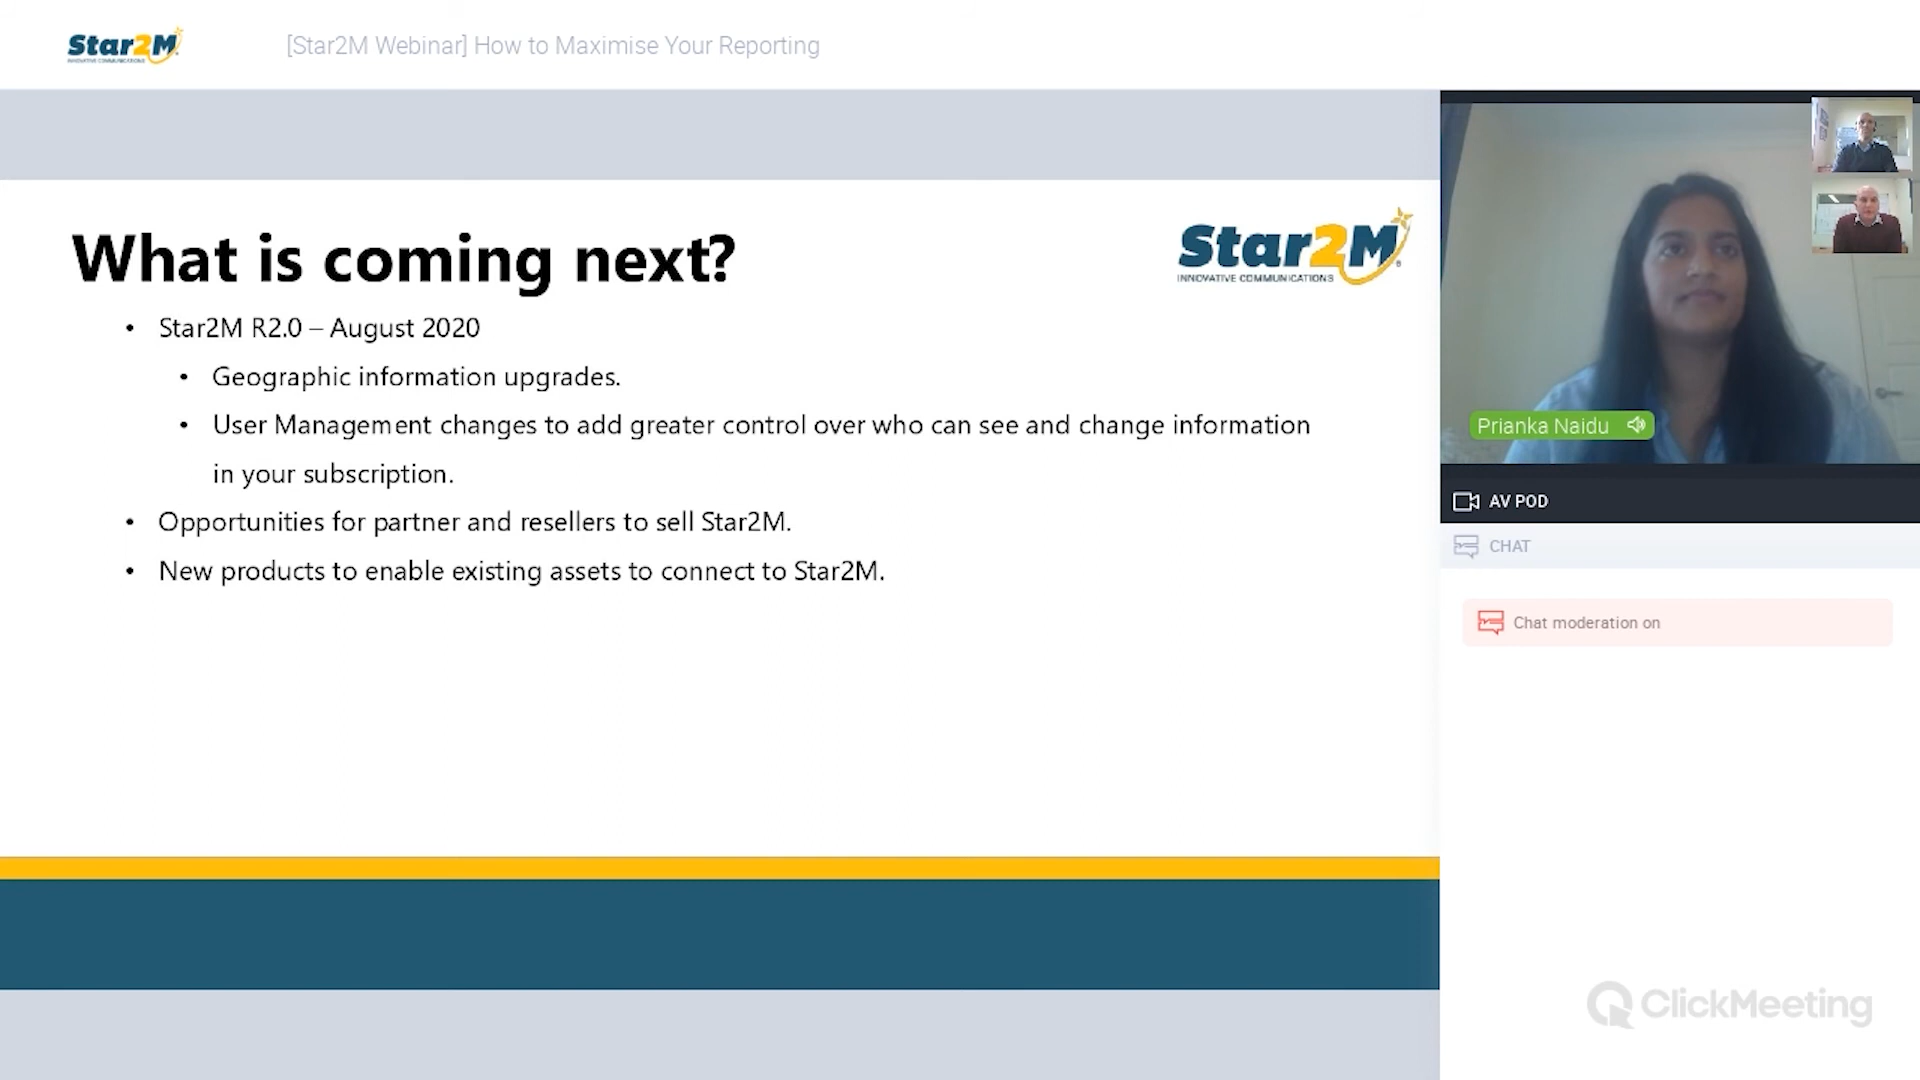 Star2M
INNOVATIVE COMMUNICATIONS
[Star2M Webinar] How to Maximise Your Reporting
What is coming next?
Star2M
INNOVATIVE COMMUNICATIONS
• Star2M R2.0 – August 2020
• Geographic information upgrades.
• User Management changes to add greater control over who can see and change information
in your subscription.
• Opportunities for partner and resellers to sell Star2M.
• New products to enable existing assets to connect to Star2M.
Prianka Naidu
AV POD
CHAT
Chat moderation on
ClickMeeting